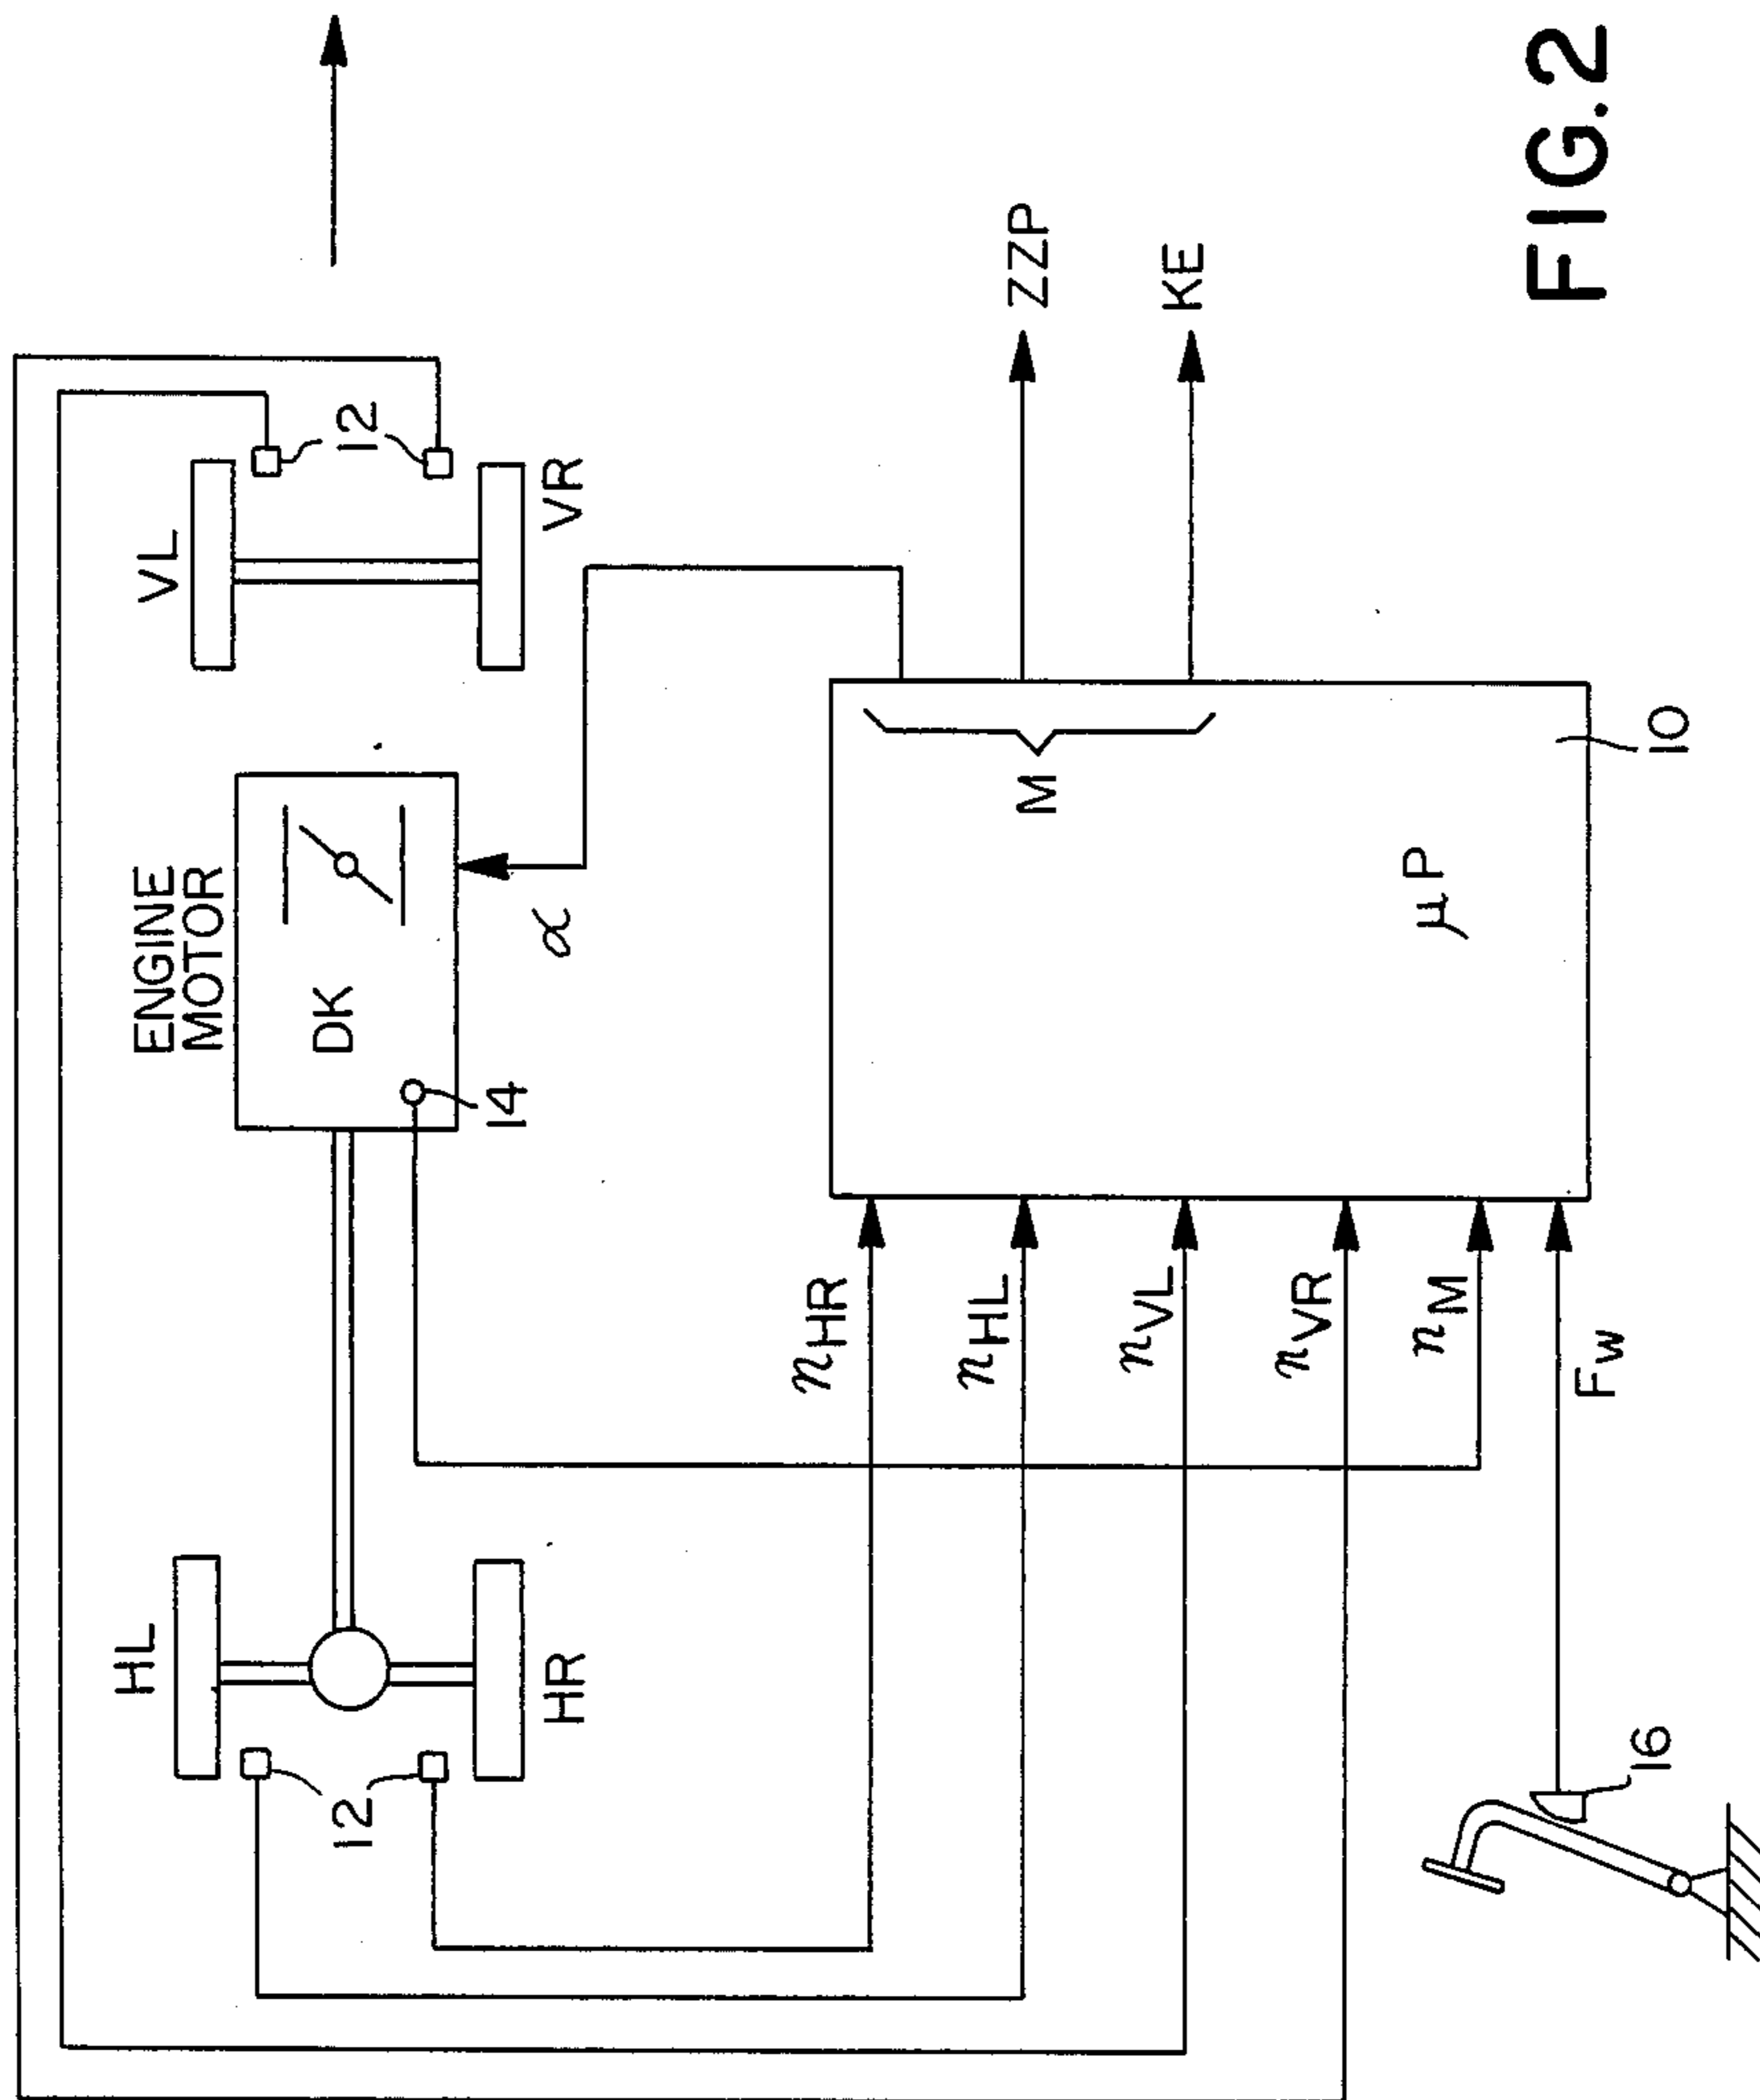 HL
HR
12
ENGINE
MOTOR
DK
14
α
VL
VR
12
n_HR
n_HL
n_VL
n_VR
n_M
F_W
M
μP
10
ZZP
KE
16
FIG.2